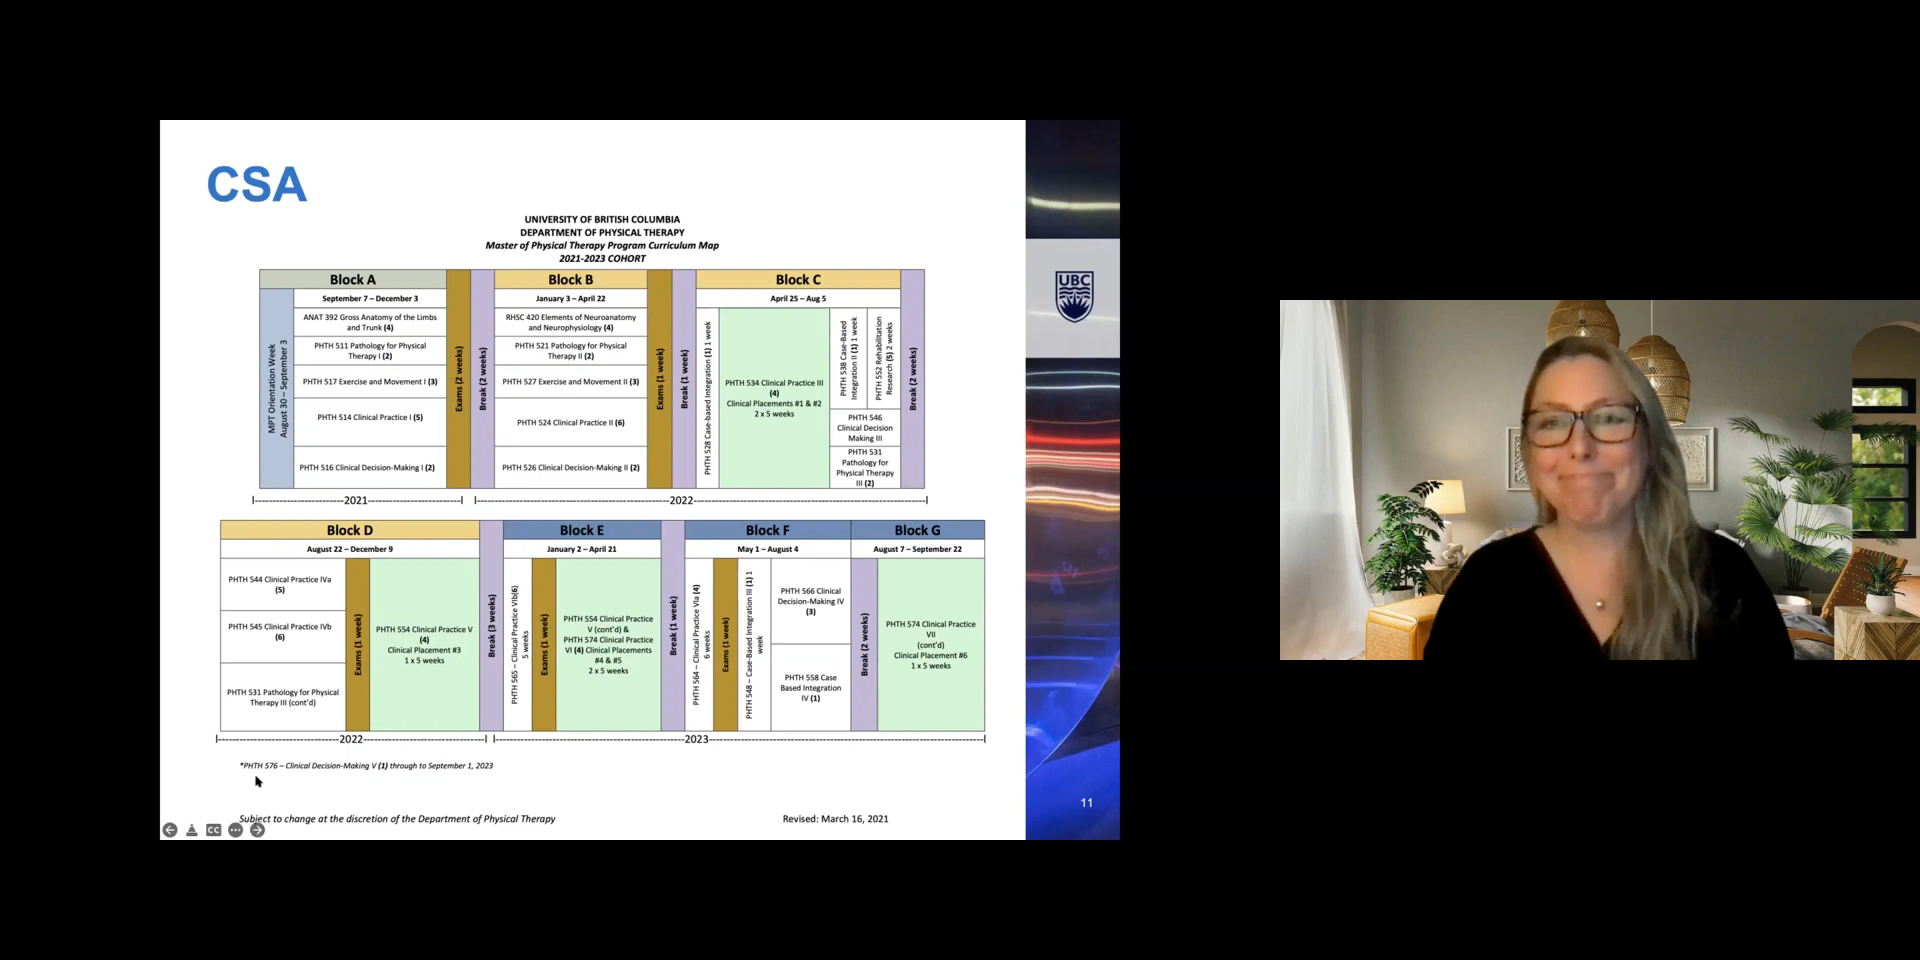 CSA
UNIVERSITY OF BRITISH COLUMBIA
DEPARTMENT OF PHYSICAL THERAPY
Master of Physical Therapy Program Curriculum Map
2021-2023 COHORT
Block A
MPT Orientation Week
August 30 – September 3
September 7 – December 3
ANAT 392 Gross Anatomy of the Limbs
and Trunk (4)
PHTH 511 Pathology for Physical
Therapy I (2)
PHTH 517 Exercise and Movement I (3)
PHTH 514 Clinical Practice I (5)
PHTH 516 Clinical Decision-Making I (2)
Exams (2 weeks)
Break (2 weeks)
Block B
January 3 – April 22
RHSC 420 Elements of Neuroanatomy
and Neurophysiology (4)
PHTH 521 Pathology for Physical
Therapy II (2)
PHTH 527 Exercise and Movement II (3)
PHTH 524 Clinical Practice II (6)
PHTH 526 Clinical Decision-Making II (2)
Exams (1 week)
Break (1 week)
Block C
April 25 – Aug 5
PHTH 528 Case-based Integration (1) 1 week
PHTH 534 Clinical Practice III
(4)
Clinical Placements #1 & #2
2 x 5 weeks
PHTH 538 Case-Based
Integration II (1) 1 week
PHTH 552 Rehabilitation
Research (5) 2 weeks
PHTH 546
Clinical Decision
Making III
PHTH 531
Pathology for
Physical Therapy
III (2)
Break (2 weeks)
2021
2022
Block D
August 22 – December 9
PHTH 544 Clinical Practice IVa
(5)
PHTH 545 Clinical Practice IVb
(6)
PHTH 531 Pathology for Physical
Therapy III (cont'd)
Exams (1 week)
PHTH 554 Clinical Practice V
(4)
Clinical Placement #3
1 x 5 weeks
Break (3 weeks)
Block E
January 2 – April 21
PHTH 565 – Clinical Practice VIb(6)
5 weeks
Exams (1 week)
PHTH 554 Clinical Practice
V (cont'd) &
PHTH 574 Clinical Practice
VI (4) Clinical Placements
#4 & #5
2 x 5 weeks
Break (1 week)
Block F
May 1 – August 4
PHTH 564 – Clinical Practice VIa (4)
6 weeks
Exams (1 week)
PHTH 548 – Case-Based Integration III (1) 1
week
PHTH 566 Clinical
Decision-Making IV
(3)
PHTH 558 Case
Based Integration
IV (1)
Break (2 weeks)
Block G
August 7 – September 22
PHTH 574 Clinical Practice
VII
(cont'd)
Clinical Placement #6
1 x 5 weeks
2022
2023
*PHTH 576 – Clinical Decision-Making V (1) through to September 1, 2023
Subject to change at the discretion of the Department of Physical Therapy
Revised: March 16, 2021
CC
UBC
11